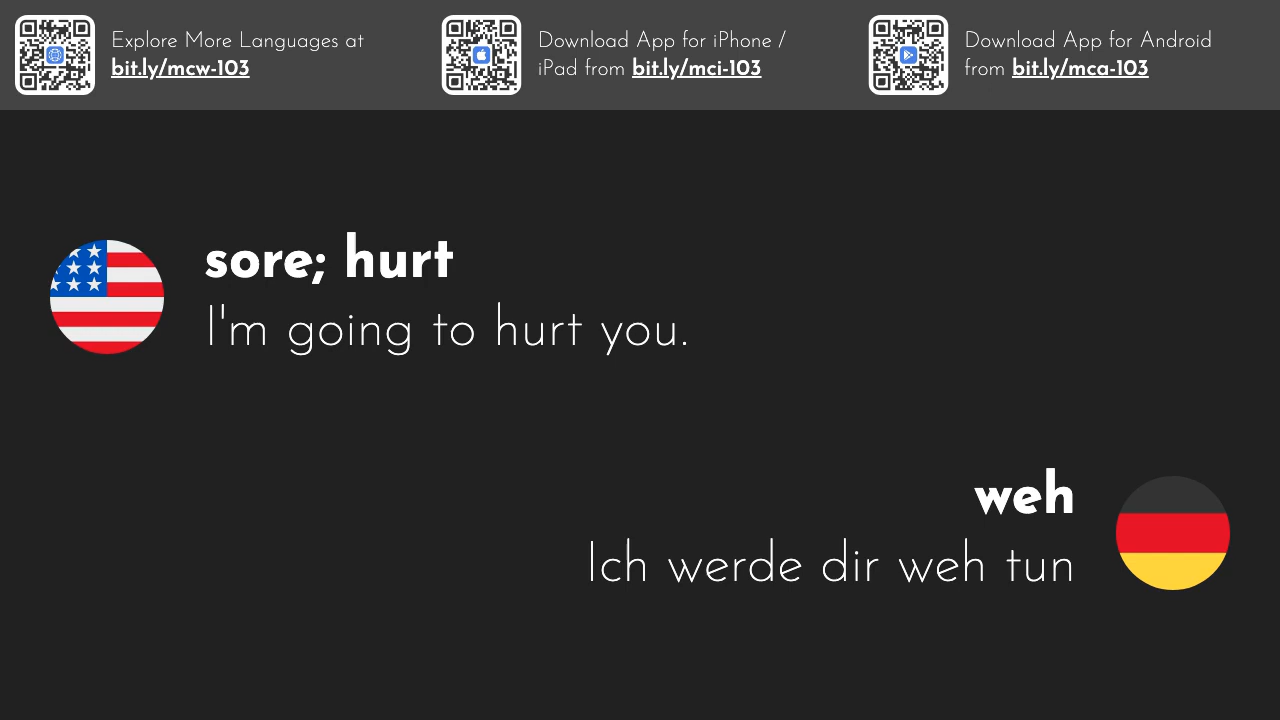 Explore More Languages at
bit.ly/mcw-103
Download App for iPhone /
iPad from bit.ly/mci-103
Download App for Android
from bit.ly/mca-103
sore; hurt
I'm going to hurt you.
weh
Ich werde dir weh tun